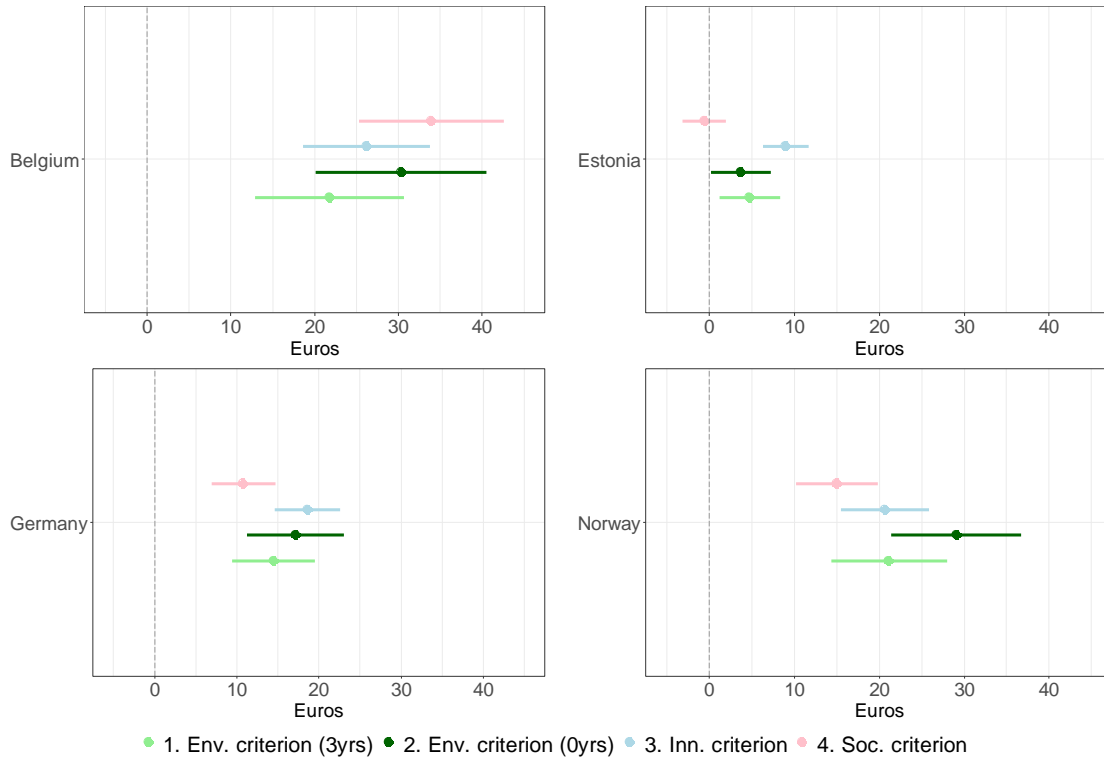 Belgium
0 10 20 30 40
Euros
Estonia
0 10 20 30 40
Euros
Germany
0 10 20 30 40
Euros
Norway
0 10 20 30 40
Euros
1. Env. criterion (3yrs) 2. Env. criterion (0yrs) 3. Inn. criterion 4. Soc. criterion